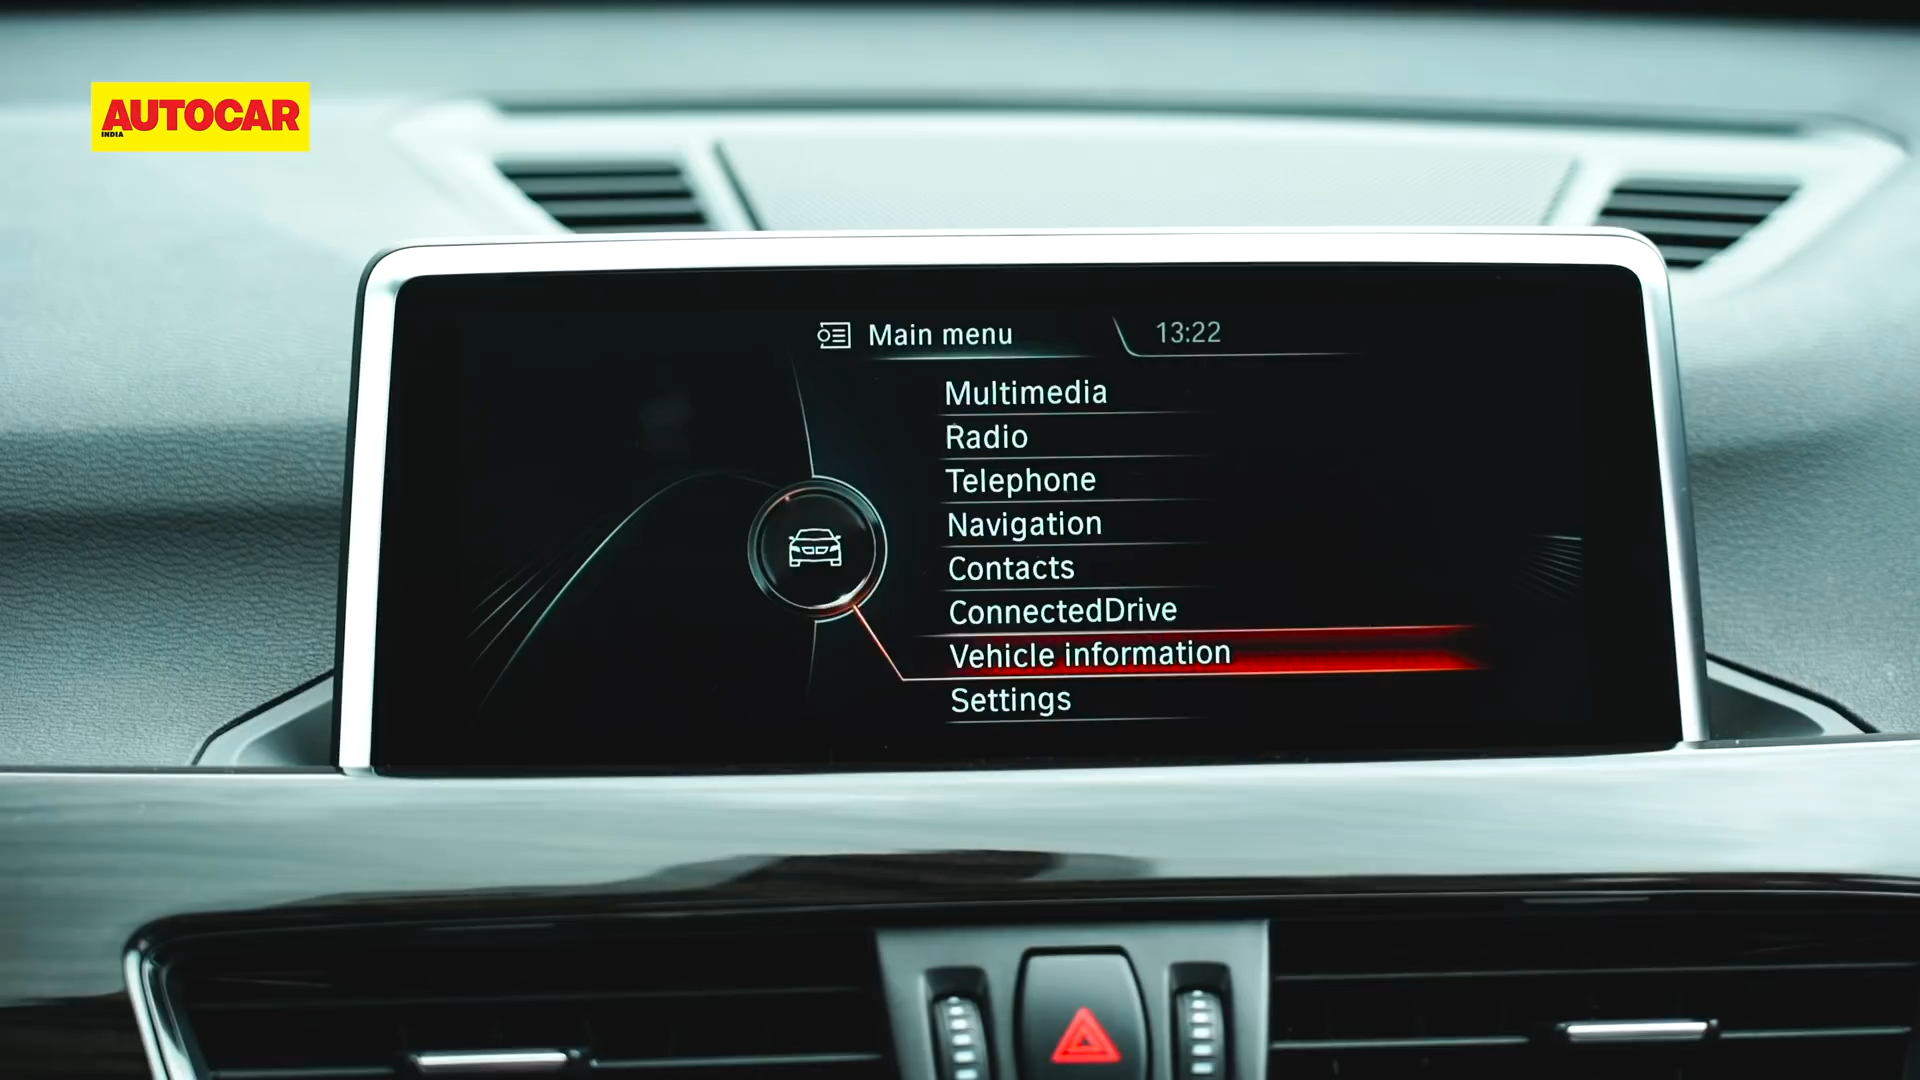 AUTOCAR
INDIA
Main menu 13:22
Multimedia
Radio
Telephone
Navigation
Contacts
ConnectedDrive
Vehicle information
Settings